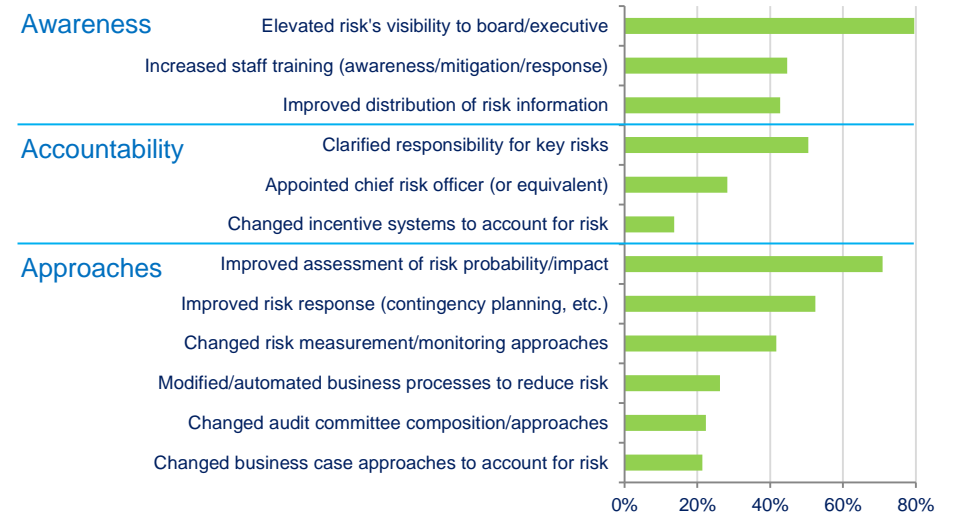 Awareness
Elevated risk's visibility to board/executive
Increased staff training (awareness/mitigation/response)
Improved distribution of risk information
Accountability
Clarified responsibility for key risks
Appointed chief risk officer (or equivalent)
Changed incentive systems to account for risk
Approaches
Improved assessment of risk probability/impact
Improved risk response (contingency planning, etc.)
Changed risk measurement/monitoring approaches
Modified/automated business processes to reduce risk
Changed audit committee composition/approaches
Changed business case approaches to account for risk
0% 20% 40% 60% 80%